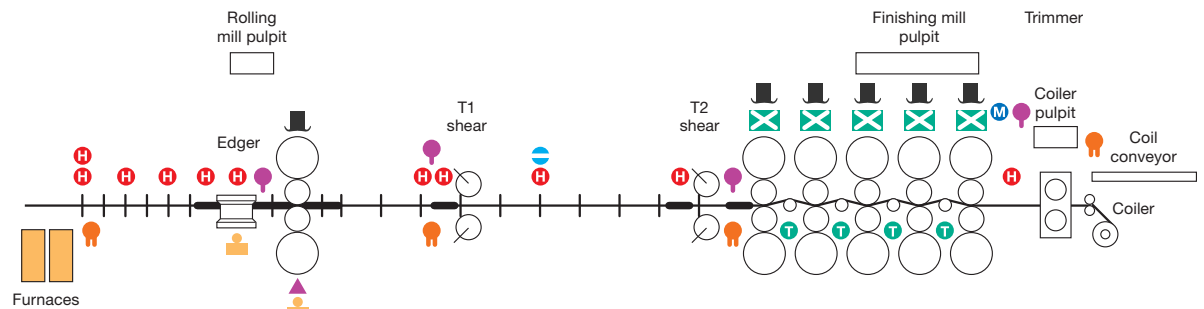 Rolling
mill pulpit
Finishing mill
pulpit
Trimmer
T1
shear
T2
shear
Coiler
pulpit
M
Edger
Coil
conveyor
H
H
H
H
H
H
H
H
H
H
H
Coiler
T
T
T
T
Furnaces